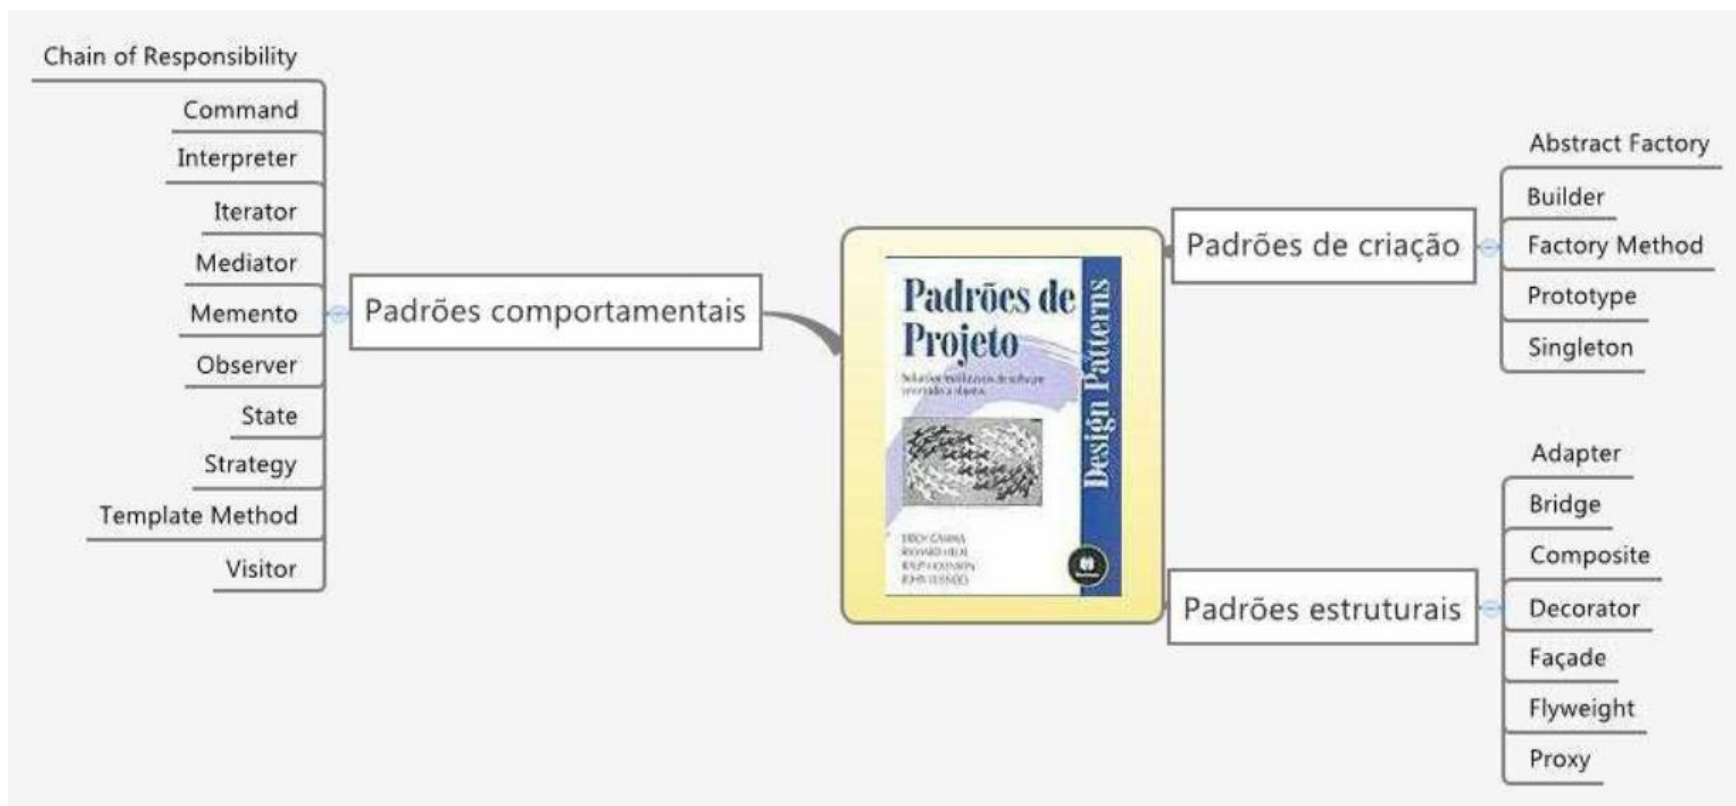 Chain of Responsibility
Command
Interpreter
Iterator
Mediator
Memento
Observer
State
Strategy
Template Method
Visitor
Padrões comportamentais
Padrões de
Projeto
Design Patterns
Padrões de criação
Abstract Factory
Builder
Factory Method
Prototype
Singleton
Padrões estruturais
Adapter
Bridge
Composite
Decorator
Façade
Flyweight
Proxy